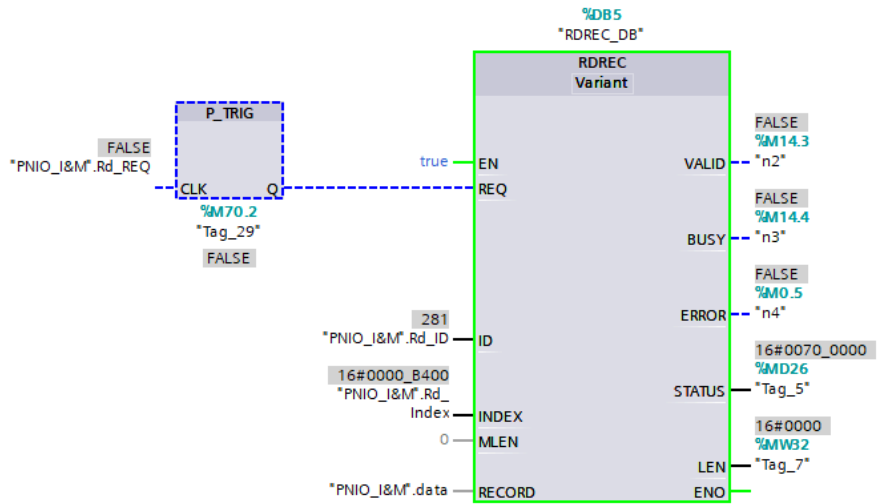 %DB5
"RDREC_DB"
RDREC
Variant
P_TRIG
FALSE
"PNIO_I&M".Rd_REQ
CLK Q
%M70.2
"Tag_29"
FALSE
true EN
REQ
VALID
FALSE
%M14.3
"n2"
BUSY
FALSE
%M14.4
"n3"
ERROR
FALSE
%M0.5
"n4"
281
"PNIO_I&M".Rd_ID ID
16#0000_B400
"PNIO_I&M".Rd_
Index INDEX
0 MLEN
STATUS
16#0070_0000
%MD26
"Tag_5"
LEN
16#0000
%MW32
"Tag_7"
"PNIO_I&M".data RECORD
ENO